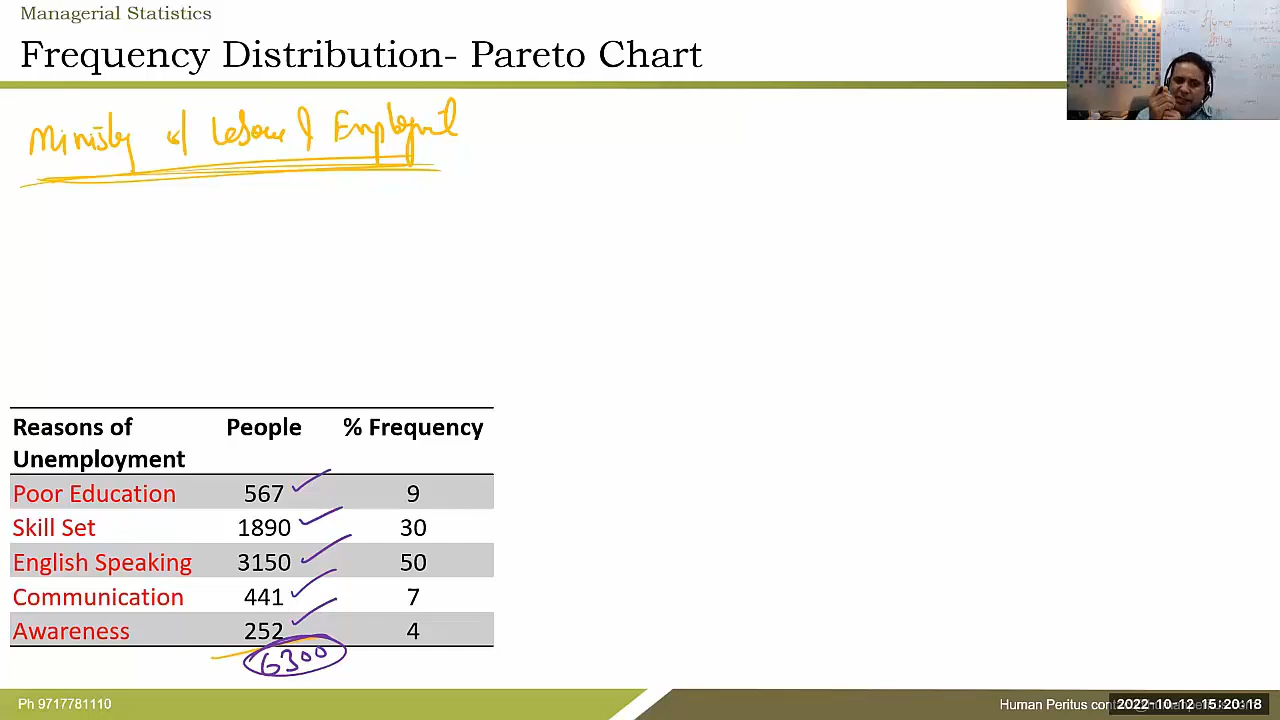 Managerial Statistics
Frequency Distribution- Pareto Chart
Ministry of Labour & Employment
Reasons of Unemployment People % Frequency
Poor Education 567 9
Skill Set 1890 30
English Speaking 3150 50
Communication 441 7
Awareness 252 4
6300
Ph 9717781110
Human Peritus
2022-10-12 15:20:18